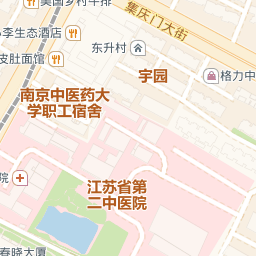 美国乡村牛排
集庆门大街
小李生态酒店
东升村
皮肚面馆
宇园
格力中
南京中医药大
学职工宿舍
院
江苏省第
二中医院
春晓大厦